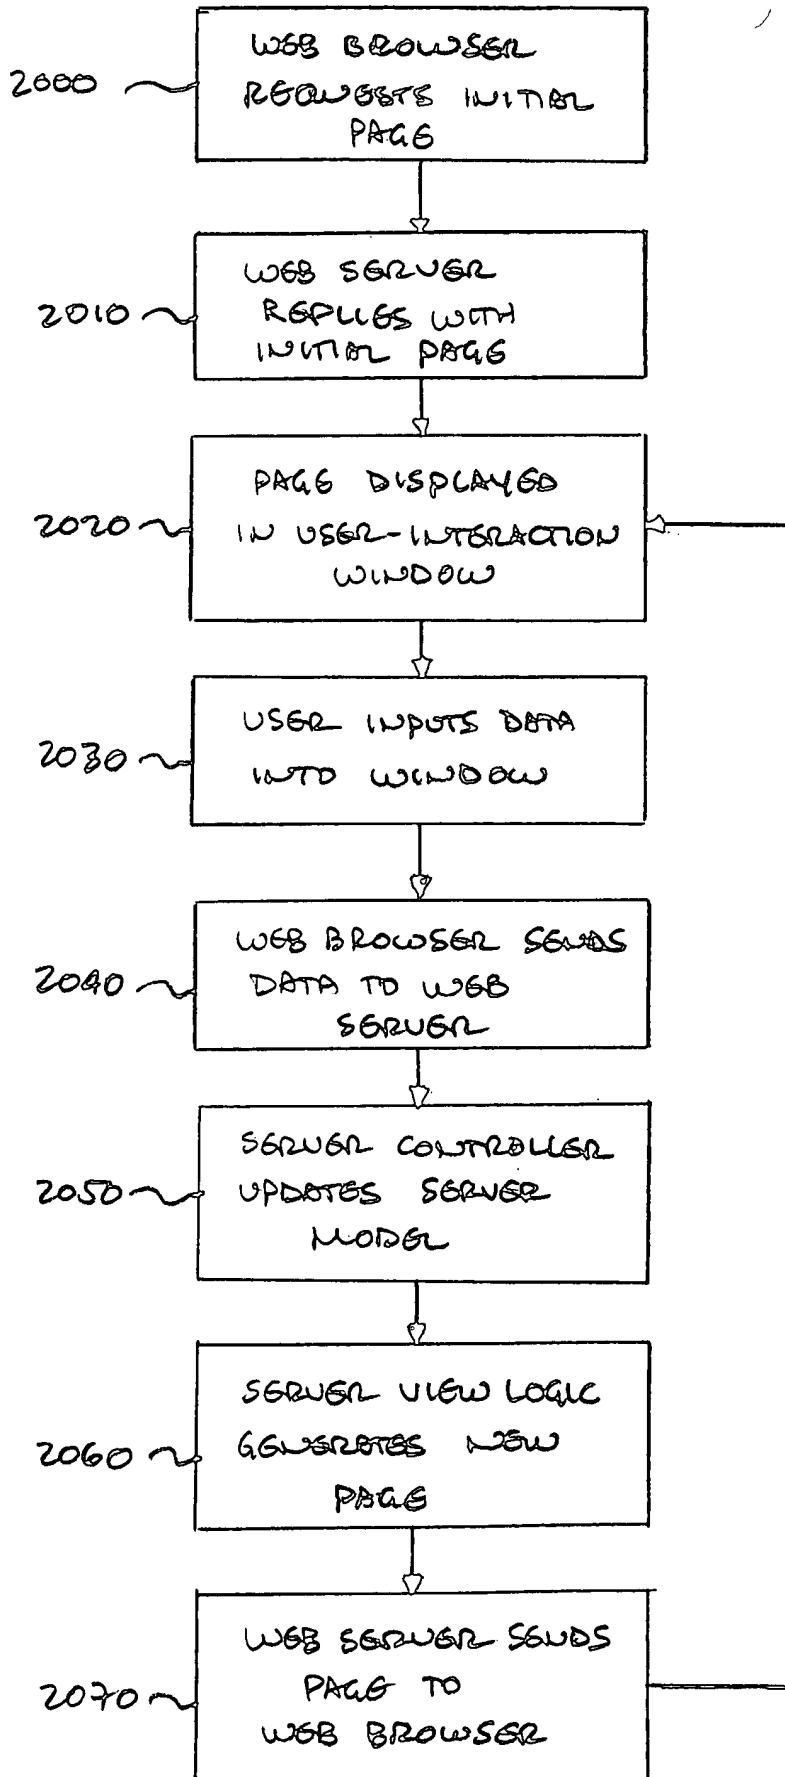 2000
WEB BROWSER
REQUESTS INITIAL
PAGE
2010
WEB SERVER
REPLIES WITH
INITIAL PAGE
2020
PAGE DISPLAYED
IN USER-INTERACTION
WINDOW
2030
USER INPUTS DATA
INTO WINDOW
2040
WEB BROWSER SENDS
DATA TO WEB
SERVER
2050
SERVER CONTROLLER
UPDATES SERVER
MODEL
2060
SERVER VIEW LOGIC
GENERATES NEW
PAGE
2070
WEB SERVER SENDS
PAGE TO
WEB BROWSER